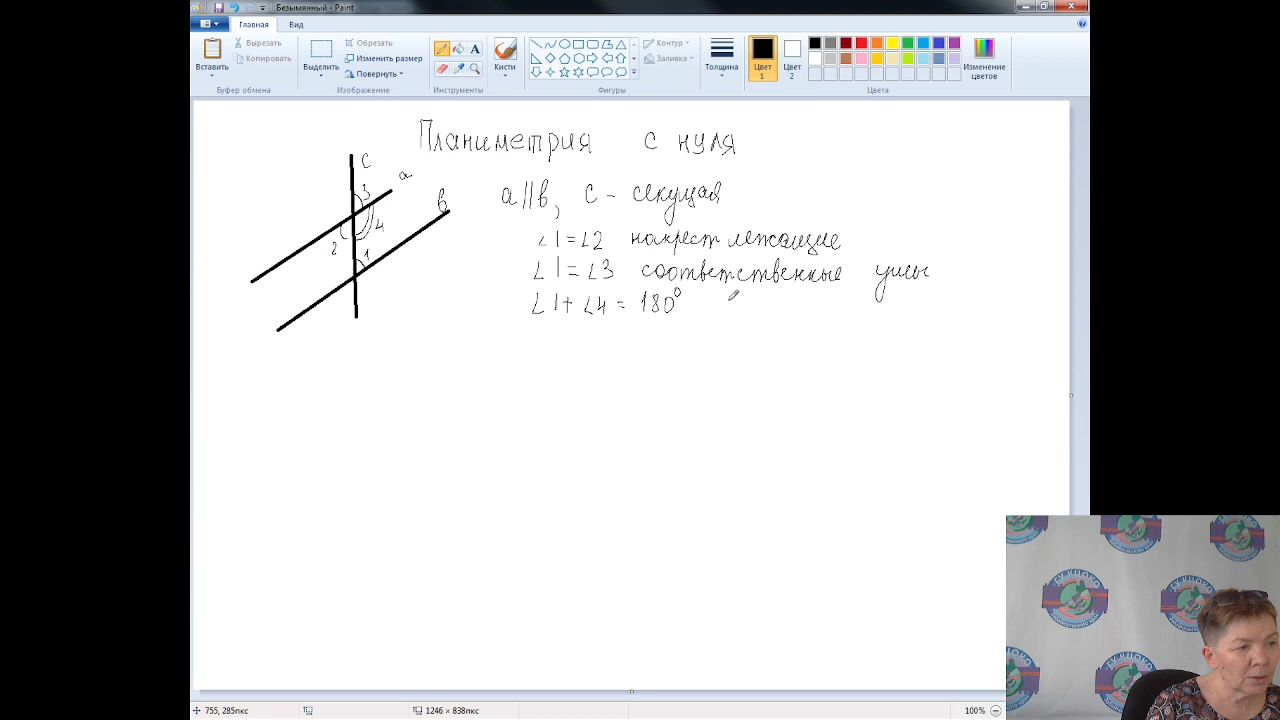 Безымянный - Paint
Главная Вид
Вставить
Вырезать
Копировать
Буфер обмена
Выделить
Обрезать
Изменить размер
Повернуть
Изображение
A
Инструменты
Кисти
Контур
Заливка
Фигуры
Толщина
Цвет 1
Цвет 2
Изменение цветов
Цвета
Планиметрия с нуля
c
a
в
3
4
2
1
a||в, c - секущая
∠1 = ∠2 накрест лежащие
∠1 = ∠3 соответственные углы
∠1 + ∠4 = 180°
755, 285пкс
1246 × 838пкс
100%